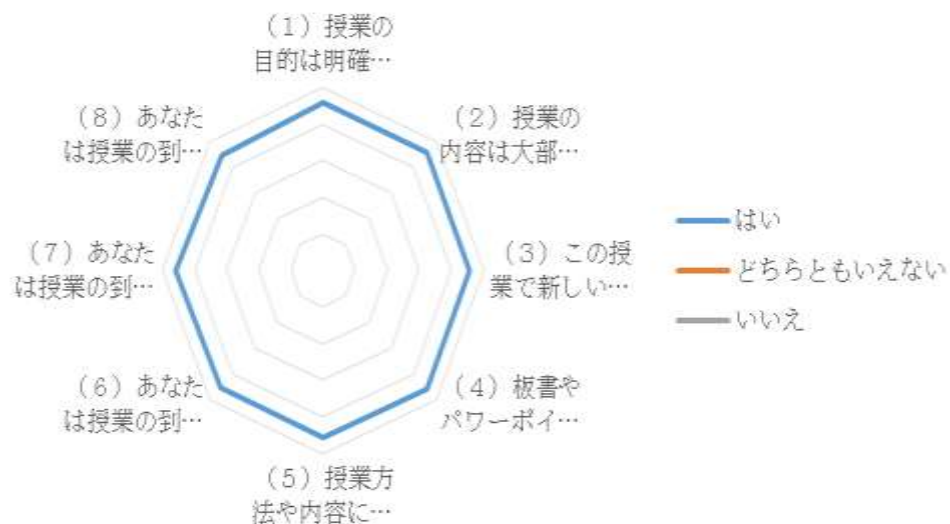 （１）授業の
目的は明確…
（２）授業の
内容は大部…
（３）この授
業で新しい…
（４）板書や
パワーポイ…
（５）授業方
法や内容に…
（６）あなた
は授業の到…
（７）あなた
は授業の到…
（８）あなた
は授業の到…
はい
どちらともいえない
いいえ